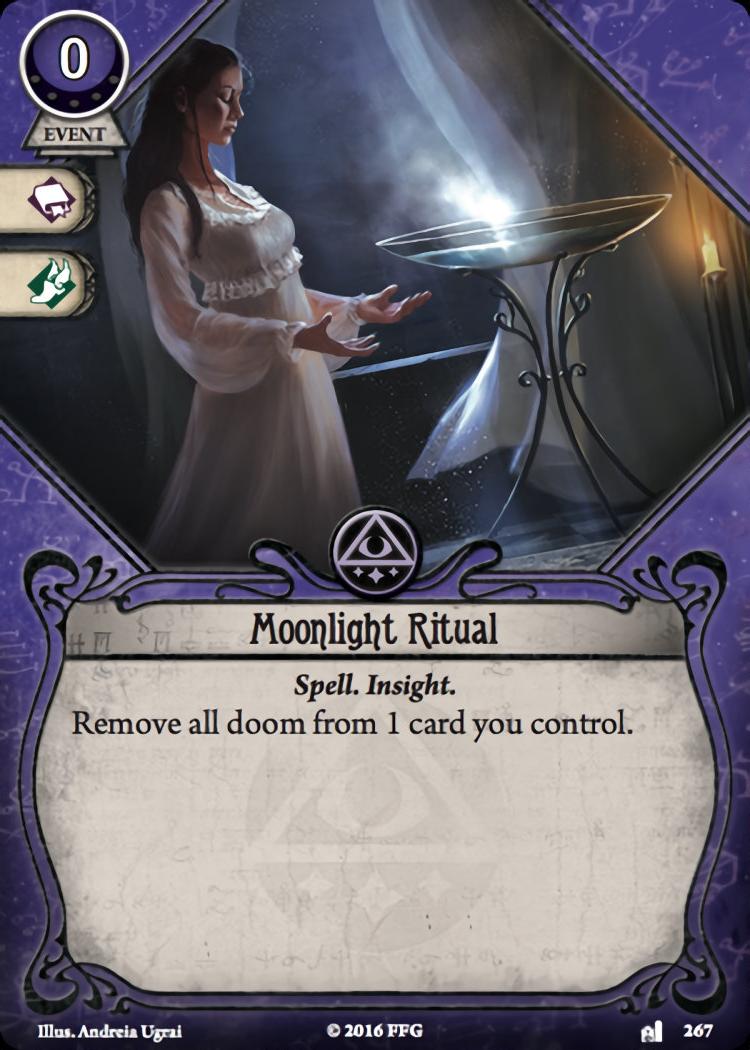 0
EVENT
Moonlight Ritual
Spell. Insight.
Remove all doom from 1 card you control.
Illus. Andreia Ugrai
© 2016 FFG
267